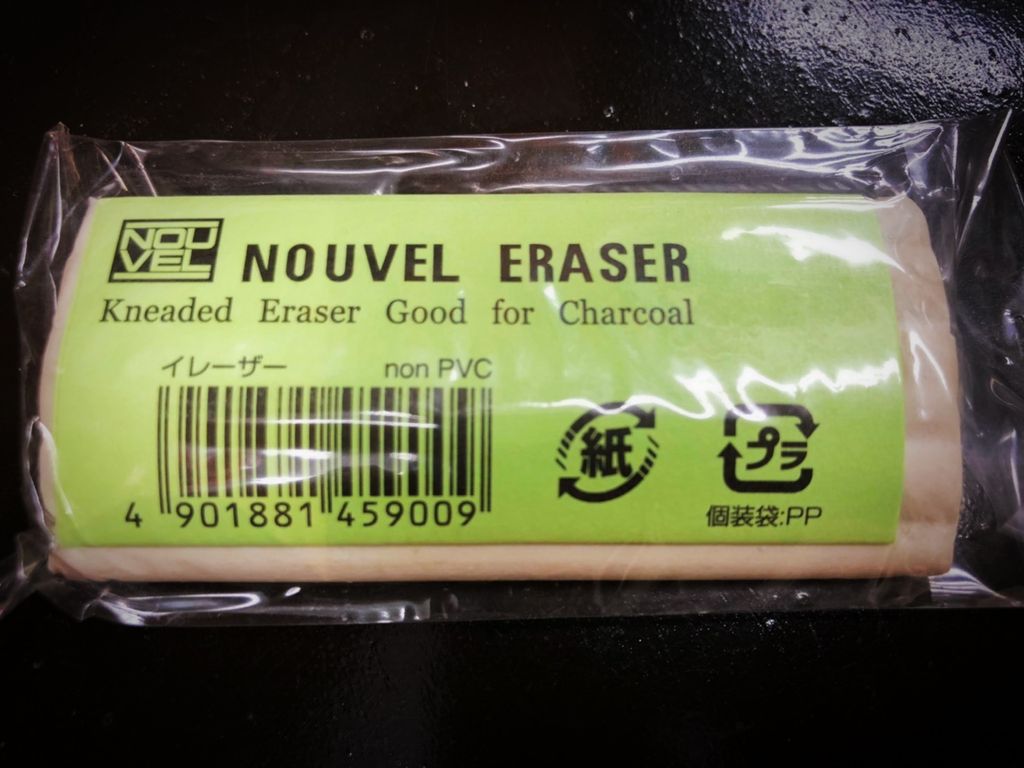 NOU
VEL
NOUVEL ERASER
Kneaded Eraser Good for Charcoal
イレーザー non PVC
4 901881 459009
紙
プラ
個装袋:PP